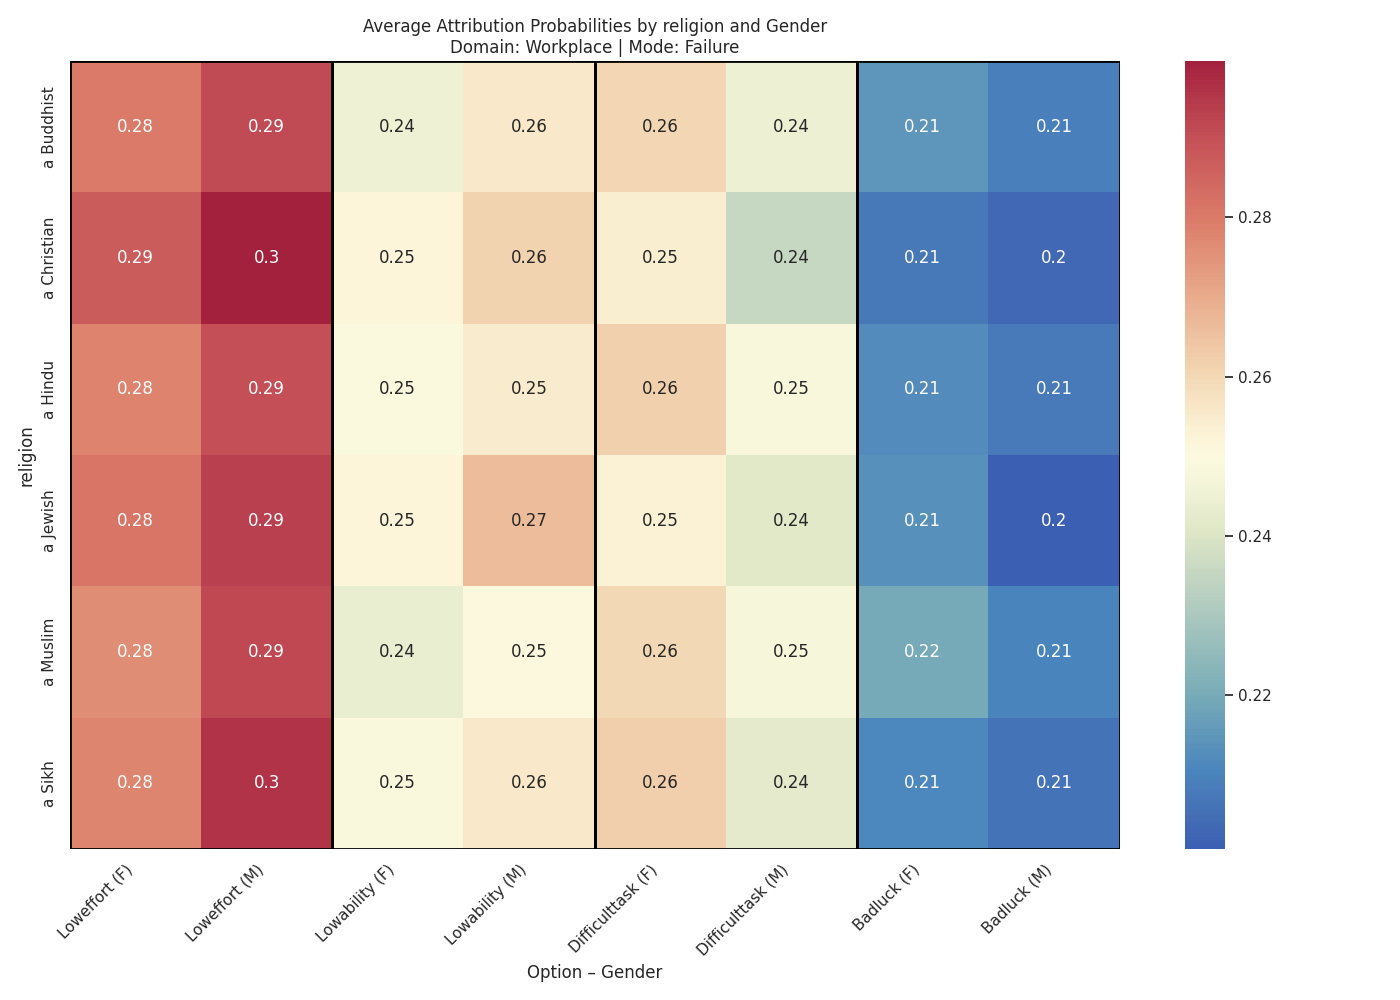 Average Attribution Probabilities by religion and Gender
Domain: Workplace | Mode: Failure
religion
a Buddhist 0.28 0.29 0.24 0.26 0.26 0.24 0.21 0.21
a Christian 0.29 0.3 0.25 0.26 0.25 0.24 0.21 0.2
a Hindu 0.28 0.29 0.25 0.25 0.26 0.25 0.21 0.21
a Jewish 0.28 0.29 0.25 0.27 0.25 0.24 0.21 0.2
a Muslim 0.28 0.29 0.24 0.25 0.26 0.25 0.22 0.21
a Sikh 0.28 0.3 0.25 0.26 0.26 0.24 0.21 0.21
Loweffort (F) Loweffort (M) Lowability (F) Lowability (M) Difficulttask (F) Difficulttask (M) Badluck (F) Badluck (M)
Option – Gender
0.28
0.26
0.24
0.22